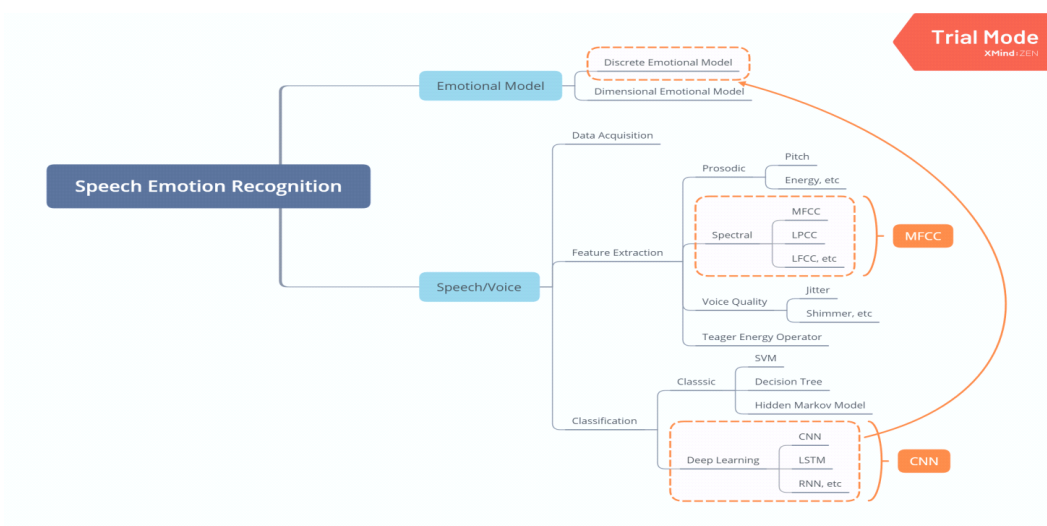 Trial Mode
XMind:ZEN
Speech Emotion Recognition
Emotional Model
Discrete Emotional Model
Dimensional Emotional Model
Speech/Voice
Data Acquisition
Feature Extraction
Prosodic
Pitch
Energy, etc
Spectral
MFCC
LPCC
LFCC, etc
MFCC
Voice Quality
Jitter
Shimmer, etc
Teager Energy Operator
Classification
Classsic
SVM
Decision Tree
Hidden Markov Model
Deep Learning
CNN
LSTM
RNN, etc
CNN